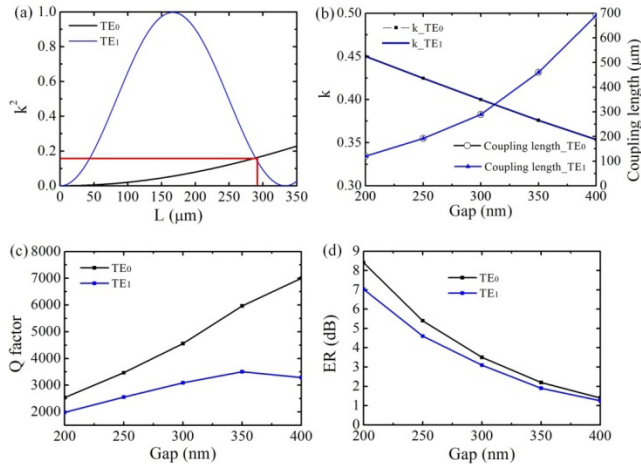 (a)
TE0
TE1
1.0
0.8
0.6
0.4
0.2
0.0
k²
0 50 100 150 200 250 300 350
L (μm)
(b)
k_TE0
k_TE1
0.50
0.45
0.40
0.35
0.30
k
700
600
500
400
300
200
100
0
Coupling length (μm)
Coupling length_TE0
Coupling length_TE1
200 250 300 350 400
Gap (nm)
(c)
TE0
TE1
8000
7000
6000
5000
4000
3000
2000
Q factor
200 250 300 350 400
Gap (nm)
(d)
TE0
TE1
9
8
7
6
5
4
3
2
1
0
ER (dB)
200 250 300 350 400
Gap (nm)